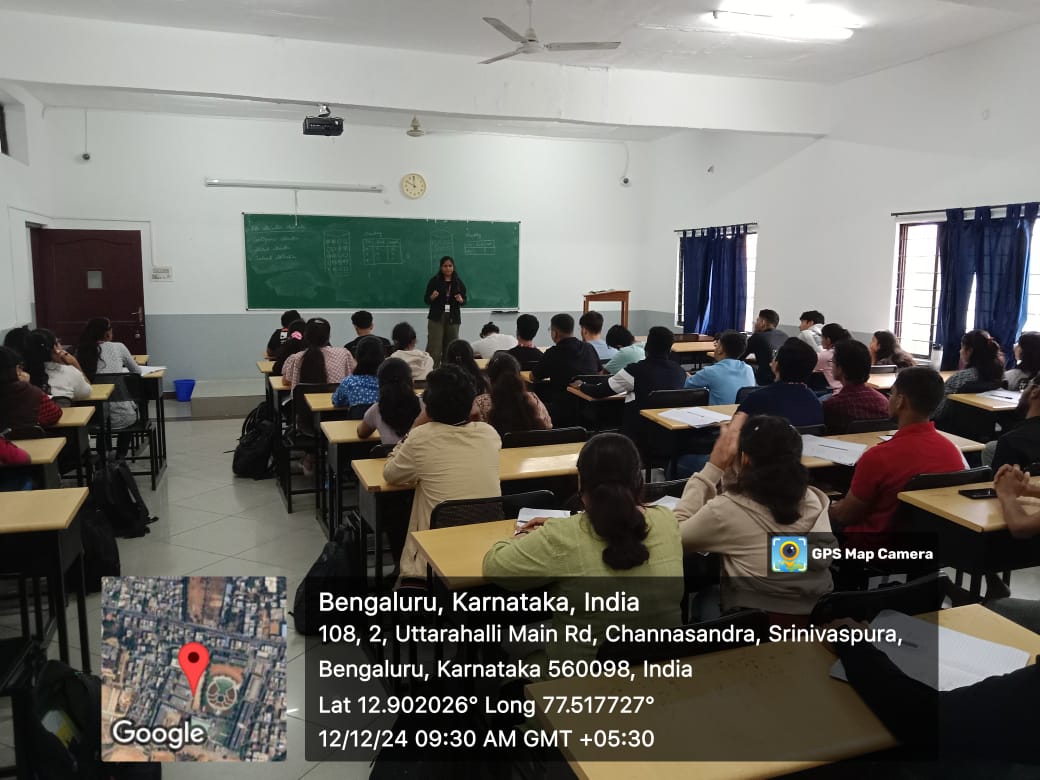 GPS Map Camera
Bengaluru, Karnataka, India
108, 2, Uttarahalli Main Rd, Channasandra, Srinivaspura,
Bengaluru, Karnataka 560098, India
Lat 12.902026° Long 77.517727°
12/12/24 09:30 AM GMT +05:30
Google